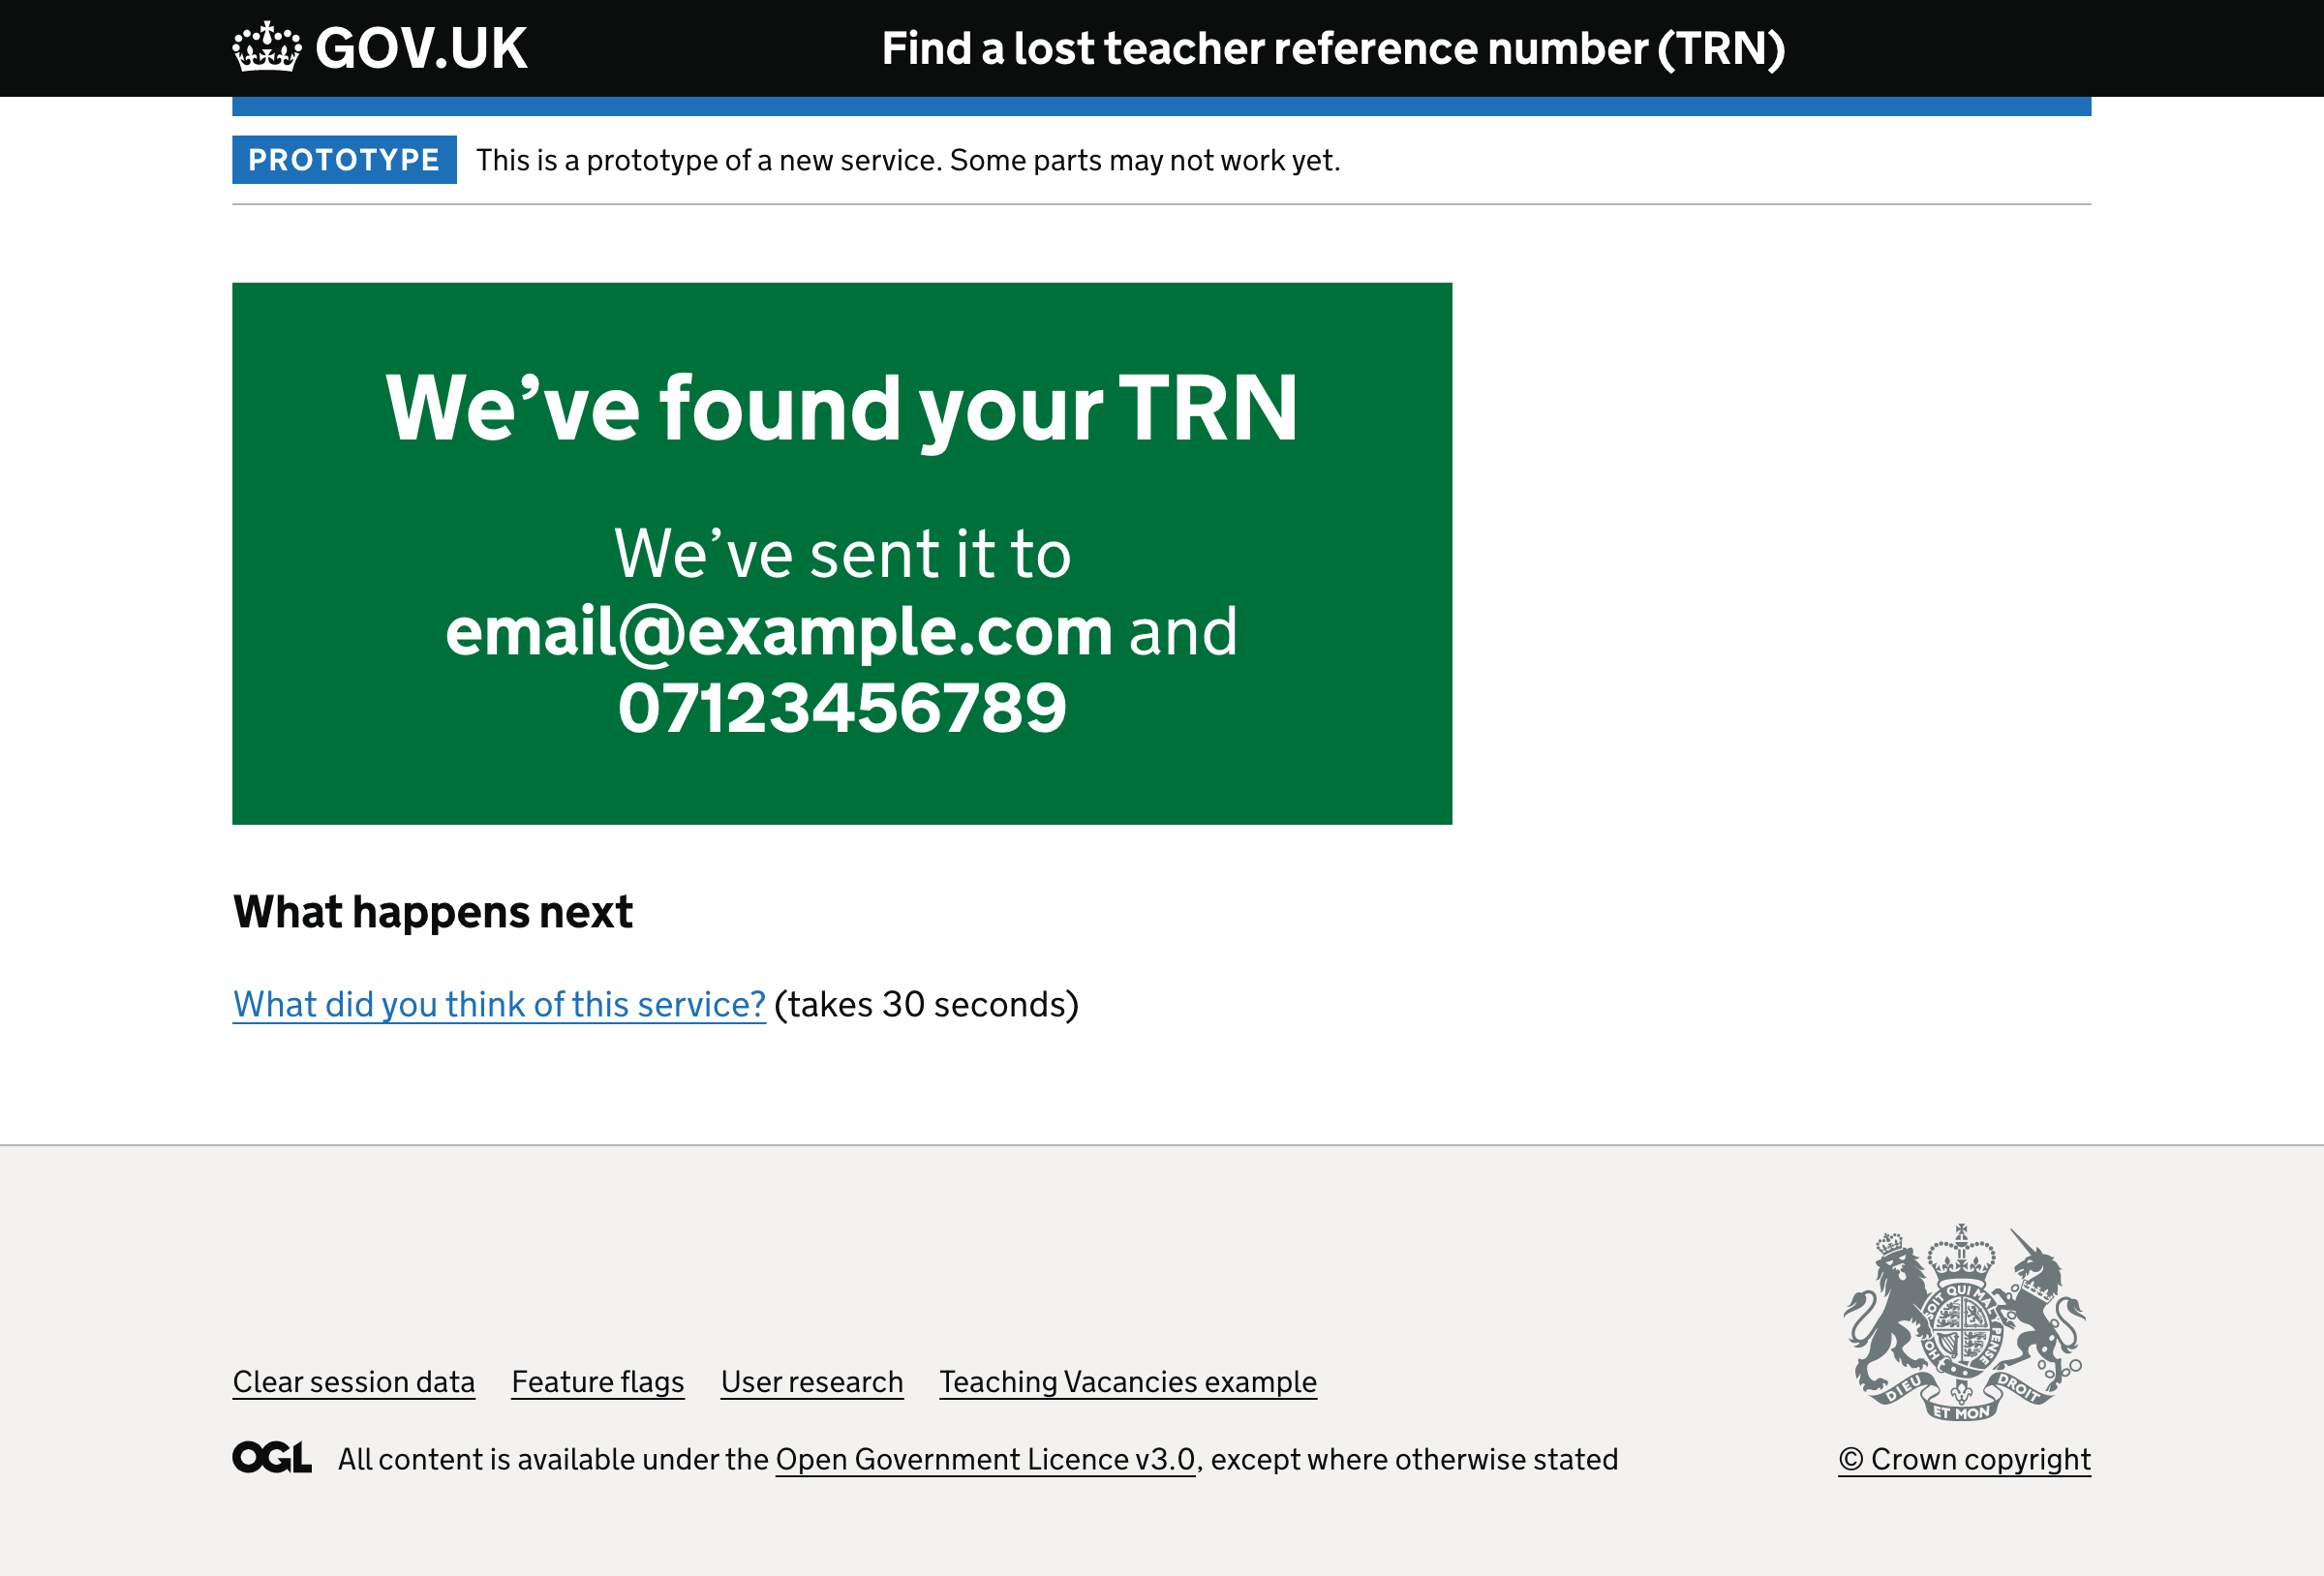 GOV.UK
Find a lost teacher reference number (TRN)
PROTOTYPE This is a prototype of a new service. Some parts may not work yet.
We’ve found your TRN
We’ve sent it to
email@example.com and
07123456789
What happens next
What did you think of this service? (takes 30 seconds)
Clear session data Feature flags User research Teaching Vacancies example
OGL All content is available under the Open Government Licence v3.0, except where otherwise stated
SOIT QUI MAL Y PENSE
DIEU ET MON DROIT
© Crown copyright